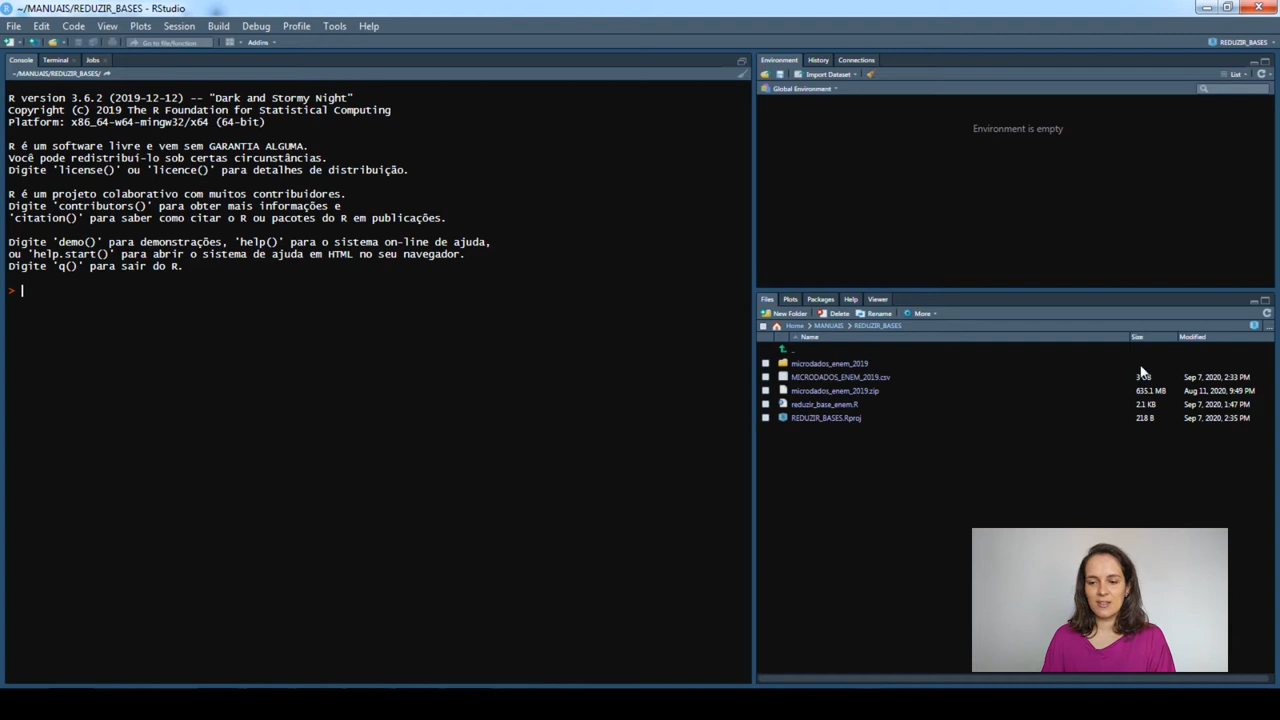 ~/MANUAIS/REDUZIR_BASES - RStudio
File Edit Code View Plots Session Build Debug Profile Tools Help
Go to file/function Addins REDUZIR_BASES
Console Terminal Jobs
~/MANUAIS/REDUZIR_BASES/
R version 3.6.2 (2019-12-12) -- "Dark and Stormy Night"
Copyright (C) 2019 The R Foundation for Statistical Computing
Platform: x86_64-w64-mingw32/x64 (64-bit)
R é um software livre e vem sem GARANTIA ALGUMA.
Você pode redistribuí-lo sob certas circunstâncias.
Digite 'license()' ou 'licence()' para detalhes de distribuição.
R é um projeto colaborativo com muitos contribuidores.
Digite 'contributors()' para obter mais informações e
'citation()' para saber como citar o R ou pacotes do R em publicações.
Digite 'demo()' para demonstrações, 'help()' para o sistema on-line de ajuda,
ou 'help.start()' para abrir o sistema de ajuda em HTML no seu navegador.
Digite 'q()' para sair do R.
>
Environment History Connections
Import Dataset List
Global Environment
Environment is empty
Files Plots Packages Help Viewer
New Folder Delete Rename More
Home MANUAIS REDUZIR_BASES
Name Size Modified
..
microdados_enem_2019
MICRODADOS_ENEM_2019.csv 3 GB Sep 7, 2020, 2:33 PM
microdados_enem_2019.zip 635.1 MB Aug 11, 2020, 9:49 PM
reduzir_base_enem.R 2.1 KB Sep 7, 2020, 1:47 PM
REDUZIR_BASES.Rproj 218 B Sep 7, 2020, 2:35 PM